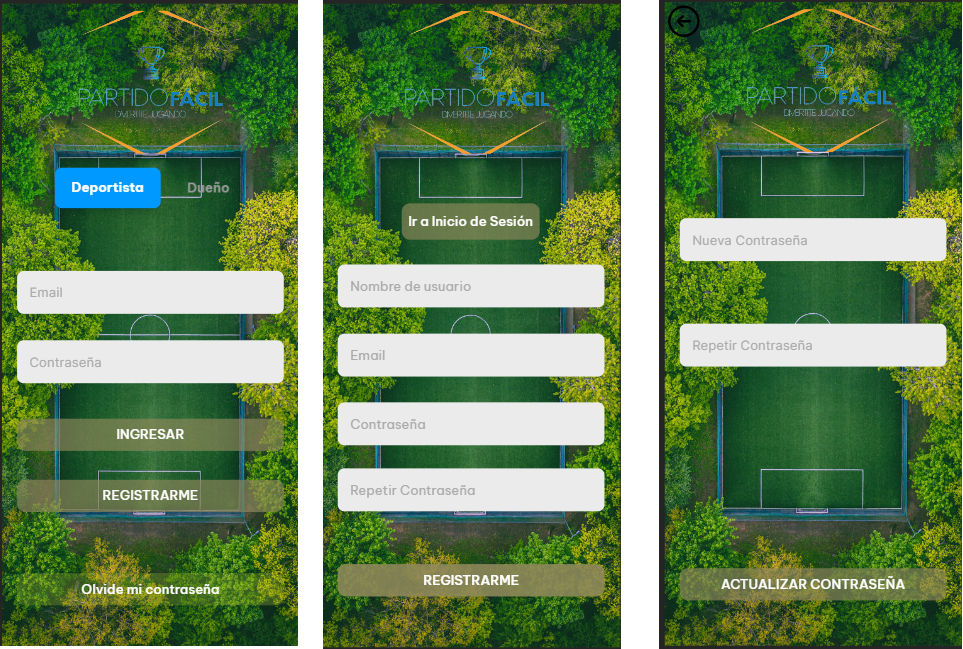 PARTIDOFÁCIL
DIVERTITE JUGANDO
Deportista Dueño
Email
Contraseña
INGRESAR
REGISTRARME
Olvide mi contraseña
PARTIDOFÁCIL
DIVERTITE JUGANDO
Ir a Inicio de Sesión
Nombre de usuario
Email
Contraseña
Repetir Contraseña
REGISTRARME
PARTIDOFÁCIL
DIVERTITE JUGANDO
Nueva Contraseña
Repetir Contraseña
ACTUALIZAR CONTRASEÑA